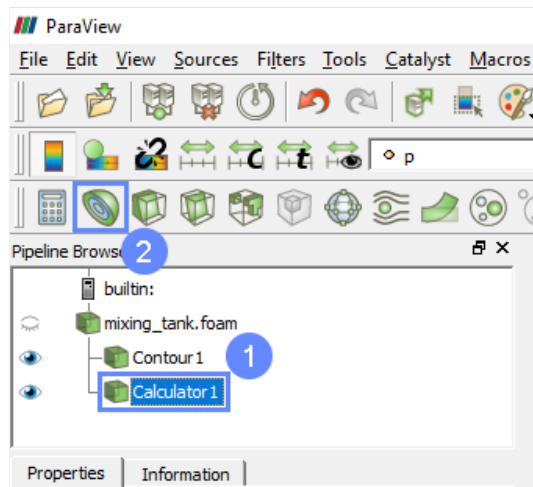 ParaView
File Edit View Sources Filters Tools Catalyst Macros
C t
p
2
Pipeline Brows
builtin:
mixing_tank.foam
Contour1
1
Calculator1
Properties Information